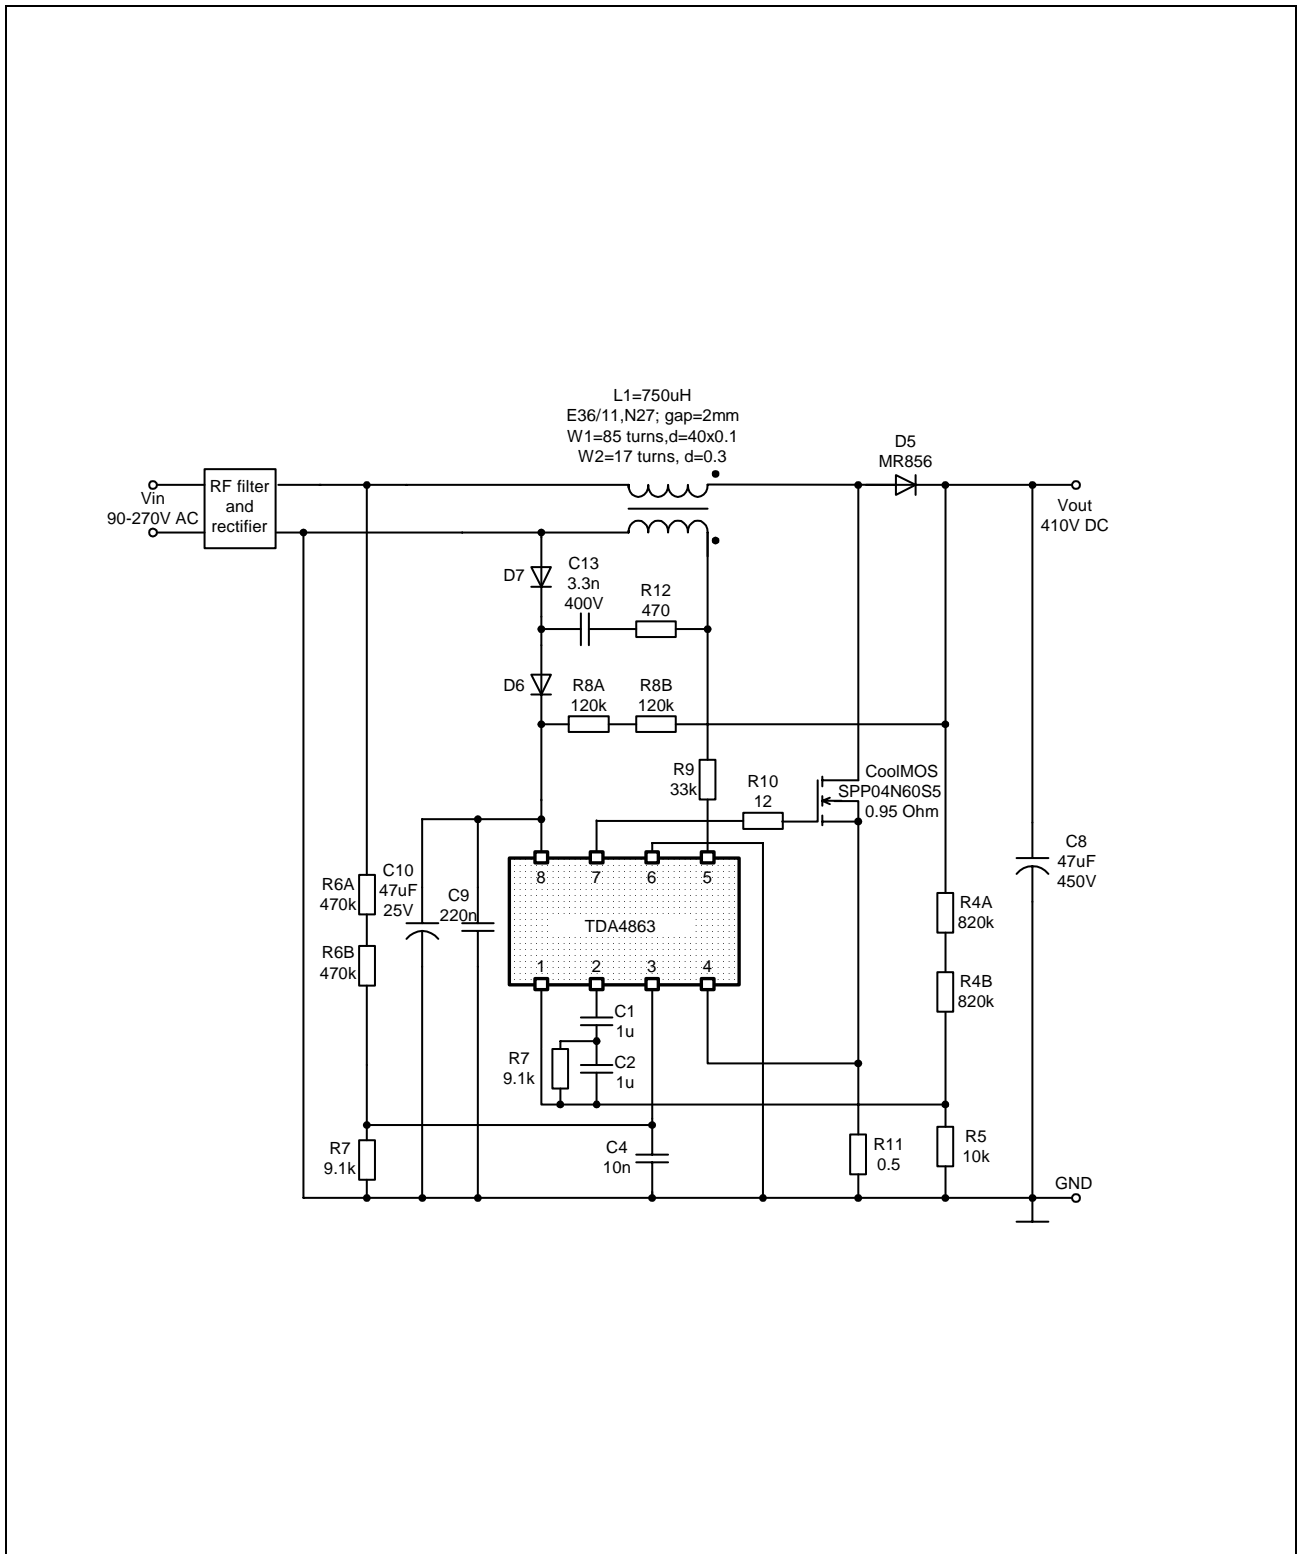 L1=750uH
E36/11,N27; gap=2mm
W1=85 turns,d=40x0.1
W2=17 turns, d=0.3
D5
MR856
Vin
90-270V AC
RF filter
and
rectifier
Vout
410V DC
D7
C13
3.3n
400V
R12
470
D6
R8A
120k
R8B
120k
R9
33k
R10
12
CoolMOS
SPP04N60S5
0.95 Ohm
C8
47uF
450V
R6A
470k
C10
47uF
25V
C9
220n
8
7
6
5
TDA4863
R4A
820k
R6B
470k
1
2
3
4
R4B
820k
C1
1u
R7
9.1k
C2
1u
R7
9.1k
C4
10n
R11
0.5
R5
10k
GND